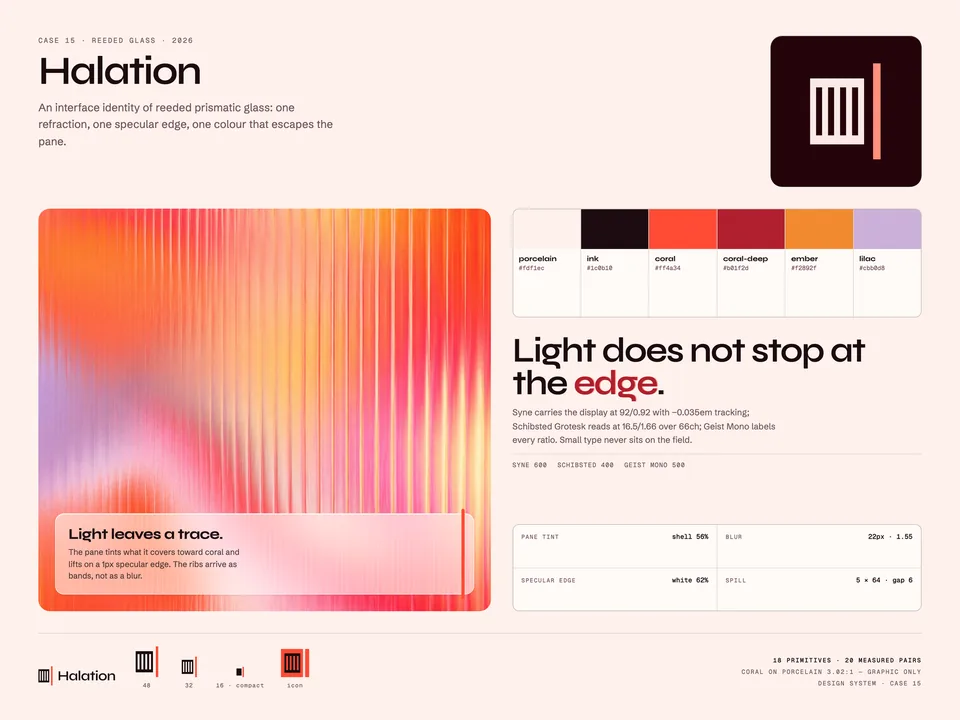 CASE 15 · REEDED GLASS · 2026
Halation
An interface identity of reeded prismatic glass: one
refraction, one specular edge, one colour that escapes the
pane.
porcelain
#fdf1ec
ink
#1c0b10
coral
#ff4a34
coral-deep
#b01f2d
ember
#f2892f
lilac
#cbb0d8
Light does not stop at
the edge.
Syne carries the display at 92/0.92 with −0.035em tracking;
Schibsted Grotesk reads at 16.5/1.66 over 66ch; Geist Mono labels
every ratio. Small type never sits on the field.
SYNE 600 SCHIBSTED 400 GEIST MONO 500
Light leaves a trace.
The pane tints what it covers toward coral and
lifts on a 1px specular edge. The ribs arrive as
bands, not as a blur.
PANE TINT shell 56%
BLUR 22px · 1.55
SPECULAR EDGE white 62%
SPILL 5 × 64 · gap 6
Halation
48
32
16 · compact
icon
18 PRIMITIVES · 20 MEASURED PAIRS
CORAL ON PORCELAIN 3.02:1 — GRAPHIC ONLY
DESIGN SYSTEM · CASE 15